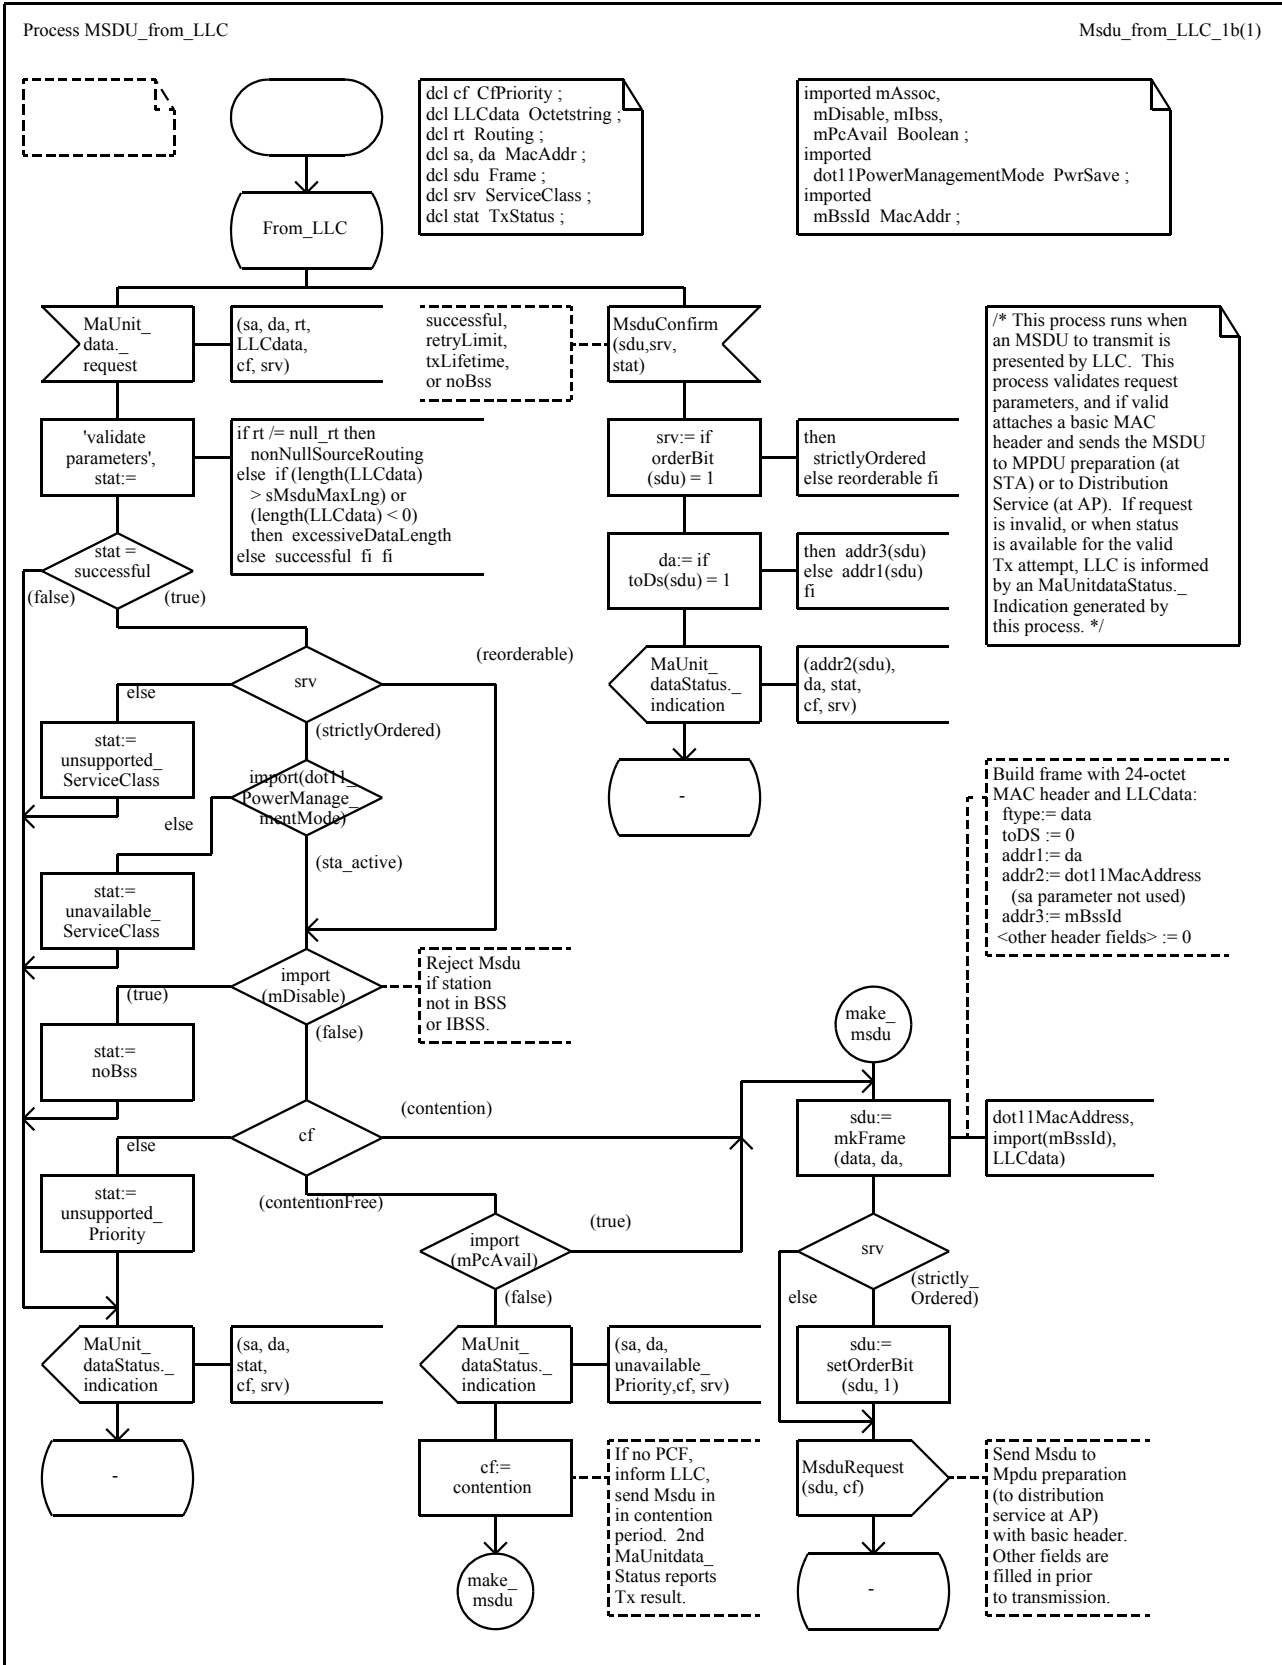 Process MSDU_from_LLC
Msdu_from_LLC_1b(1)
dcl cf CfPriority ;
dcl LLCdata Octetstring ;
dcl rt Routing ;
dcl sa, da MacAddr ;
dcl sdu Frame ;
dcl srv ServiceClass ;
dcl stat TxStatus ;
imported mAssoc,
mDisable, mIbss,
mPcAvail Boolean ;
imported
dot11PowerManagementMode PwrSave ;
imported
mBssId MacAddr ;
From_LLC
MaUnit_
data._
request
(sa, da, rt,
LLCdata,
cf, srv)
successful,
retryLimit,
txLifetime,
or noBss
MsduConfirm
(sdu,srv,
stat)
/* This process runs when
an MSDU to transmit is
presented by LLC. This
process validates request
parameters, and if valid
attaches a basic MAC
header and sends the MSDU
to MPDU preparation (at
STA) or to Distribution
Service (at AP). If request
is invalid, or when status
is available for the valid
Tx attempt, LLC is informed
by an MaUnitdataStatus._
Indication generated by
this process. */
'validate
parameters',
stat:=
if rt /= null_rt then
nonNullSourceRouting
else if (length(LLCdata)
> sMsduMaxLng) or
(length(LLCdata) < 0)
then excessiveDataLength
else successful fi fi
srv:= if
orderBit
(sdu) = 1
then
strictlyOrdered
else reorderable fi
stat =
successful
(false)
(true)
da:= if
toDs(sdu) = 1
then addr3(sdu)
else addr1(sdu)
fi
srv
(reorderable)
else
(strictlyOrdered)
MaUnit_
dataStatus._
indication
(addr2(sdu),
da, stat,
cf, srv)
stat:=
unsupported_
ServiceClass
import(dot11_
PowerManage_
mentMode)
else
(sta_active)
-
Build frame with 24-octet
MAC header and LLCdata:
ftype:= data
toDS := 0
addr1:= da
addr2:= dot11MacAddress
(sa parameter not used)
addr3:= mBssId
<other header fields> := 0
stat:=
unavailable_
ServiceClass
import
(mDisable)
(true)
(false)
Reject Msdu
if station
not in BSS
or IBSS.
make_
msdu
stat:=
noBss
cf
(contention)
else
(contentionFree)
sdu:=
mkFrame
(data, da,
dot11MacAddress,
import(mBssId),
LLCdata)
stat:=
unsupported_
Priority
import
(mPcAvail)
(true)
(false)
srv
(strictly_
Ordered)
else
MaUnit_
dataStatus._
indication
(sa, da,
stat,
cf, srv)
MaUnit_
dataStatus._
indication
(sa, da,
unavailable_
Priority,cf, srv)
sdu:=
setOrderBit
(sdu, 1)
-
cf:=
contention
If no PCF,
inform LLC,
send Msdu in
in contention
period. 2nd
MaUnitdata_
Status reports
Tx result.
MsduRequest
(sdu, cf)
Send Msdu to
Mpdu preparation
(to distribution
service at AP)
with basic header.
Other fields are
filled in prior
to transmission.
make_
msdu
-